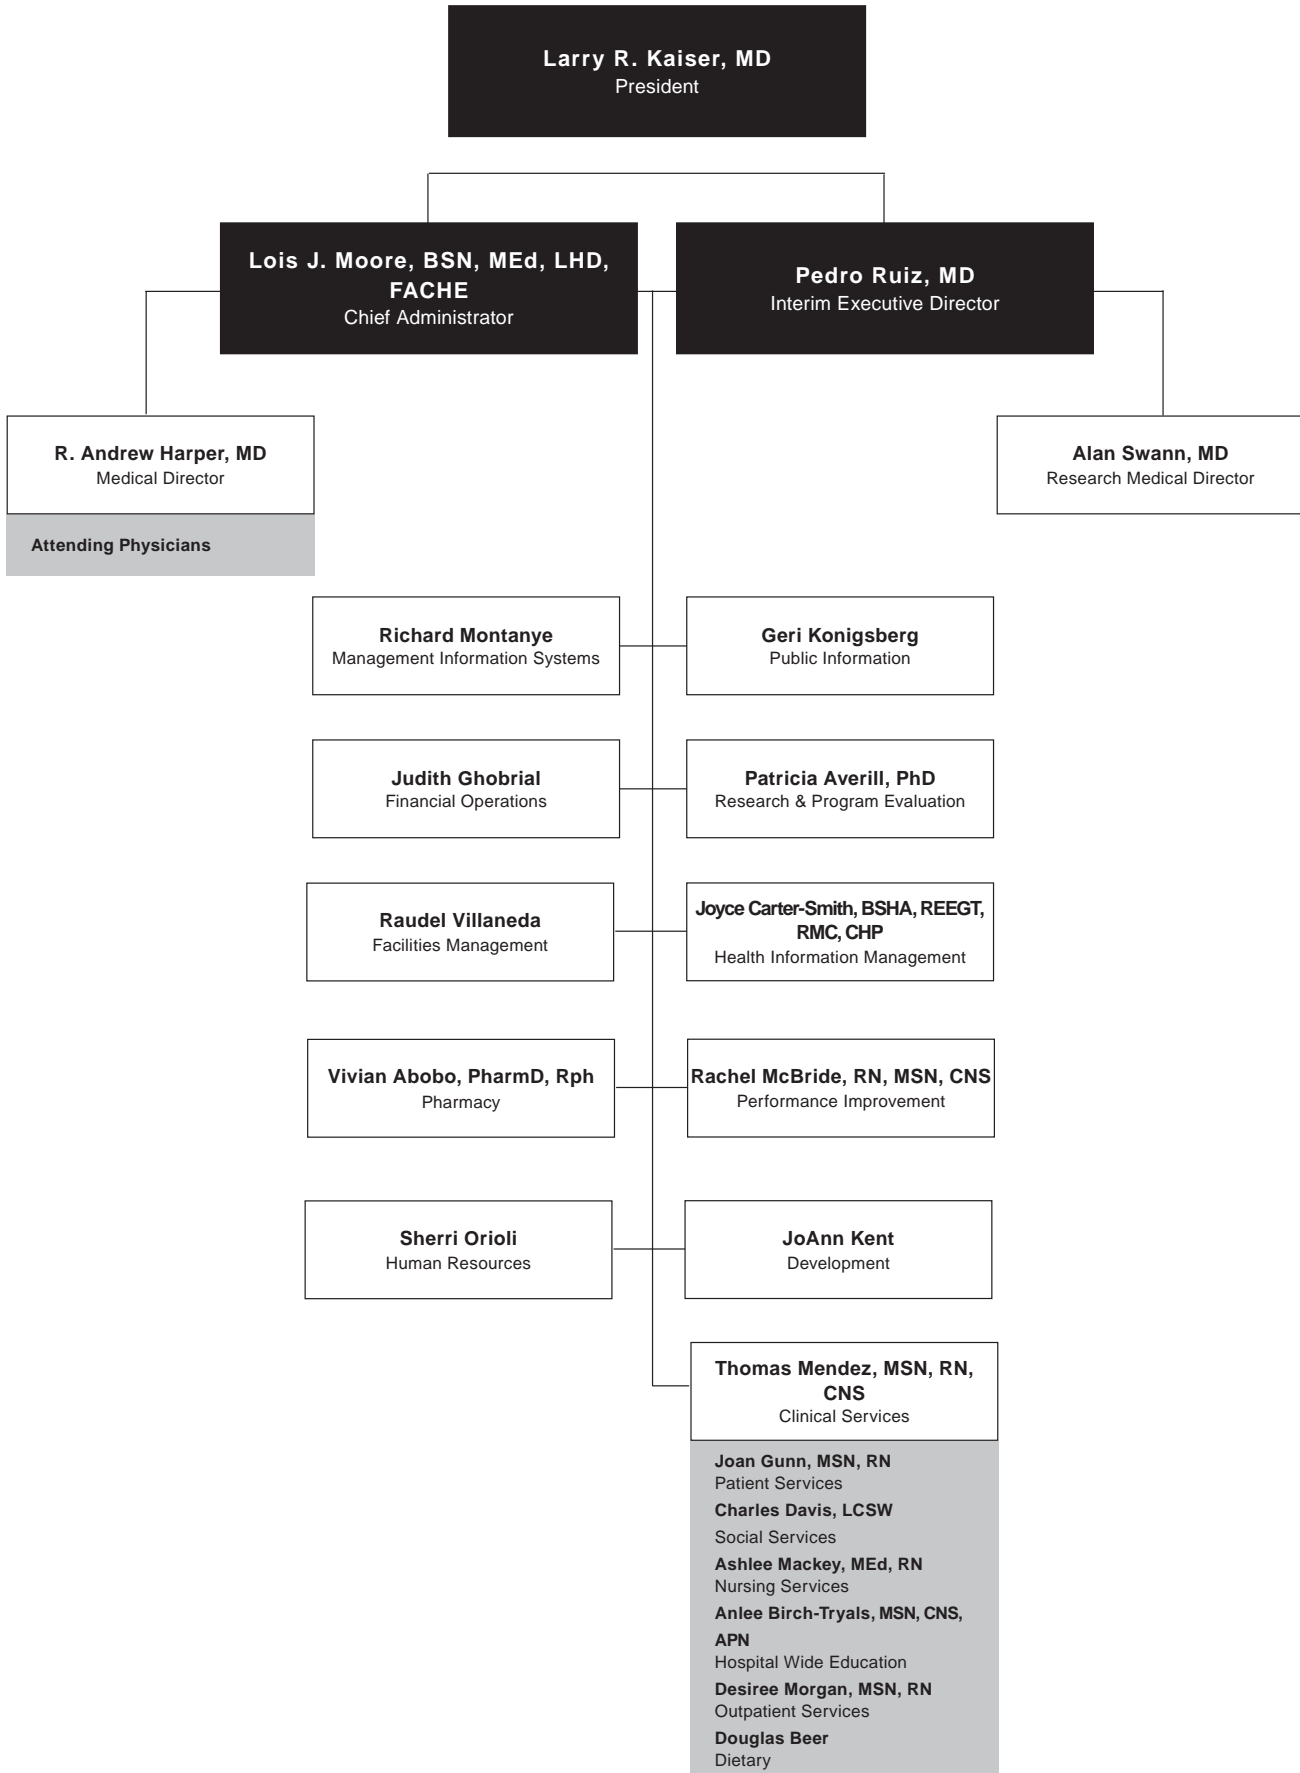 Larry R. Kaiser, MD
President
Lois J. Moore, BSN, MEd, LHD,
FACHE
Chief Administrator
Pedro Ruiz, MD
Interim Executive Director
R. Andrew Harper, MD
Medical Director
Attending Physicians
Alan Swann, MD
Research Medical Director
Richard Montanye
Management Information Systems
Geri Konigsberg
Public Information
Judith Ghobrial
Financial Operations
Patricia Averill, PhD
Research & Program Evaluation
Raudel Villaneda
Facilities Management
Joyce Carter-Smith, BSHA, REEGT,
RMC, CHP
Health Information Management
Vivian Abobo, PharmD, Rph
Pharmacy
Rachel McBride, RN, MSN, CNS
Performance Improvement
Sherri Orioli
Human Resources
JoAnn Kent
Development
Thomas Mendez, MSN, RN,
CNS
Clinical Services
Joan Gunn, MSN, RN
Patient Services
Charles Davis, LCSW
Social Services
Ashlee Mackey, MEd, RN
Nursing Services
Anlee Birch-Tryals, MSN, CNS,
APN
Hospital Wide Education
Desiree Morgan, MSN, RN
Outpatient Services
Douglas Beer
Dietary